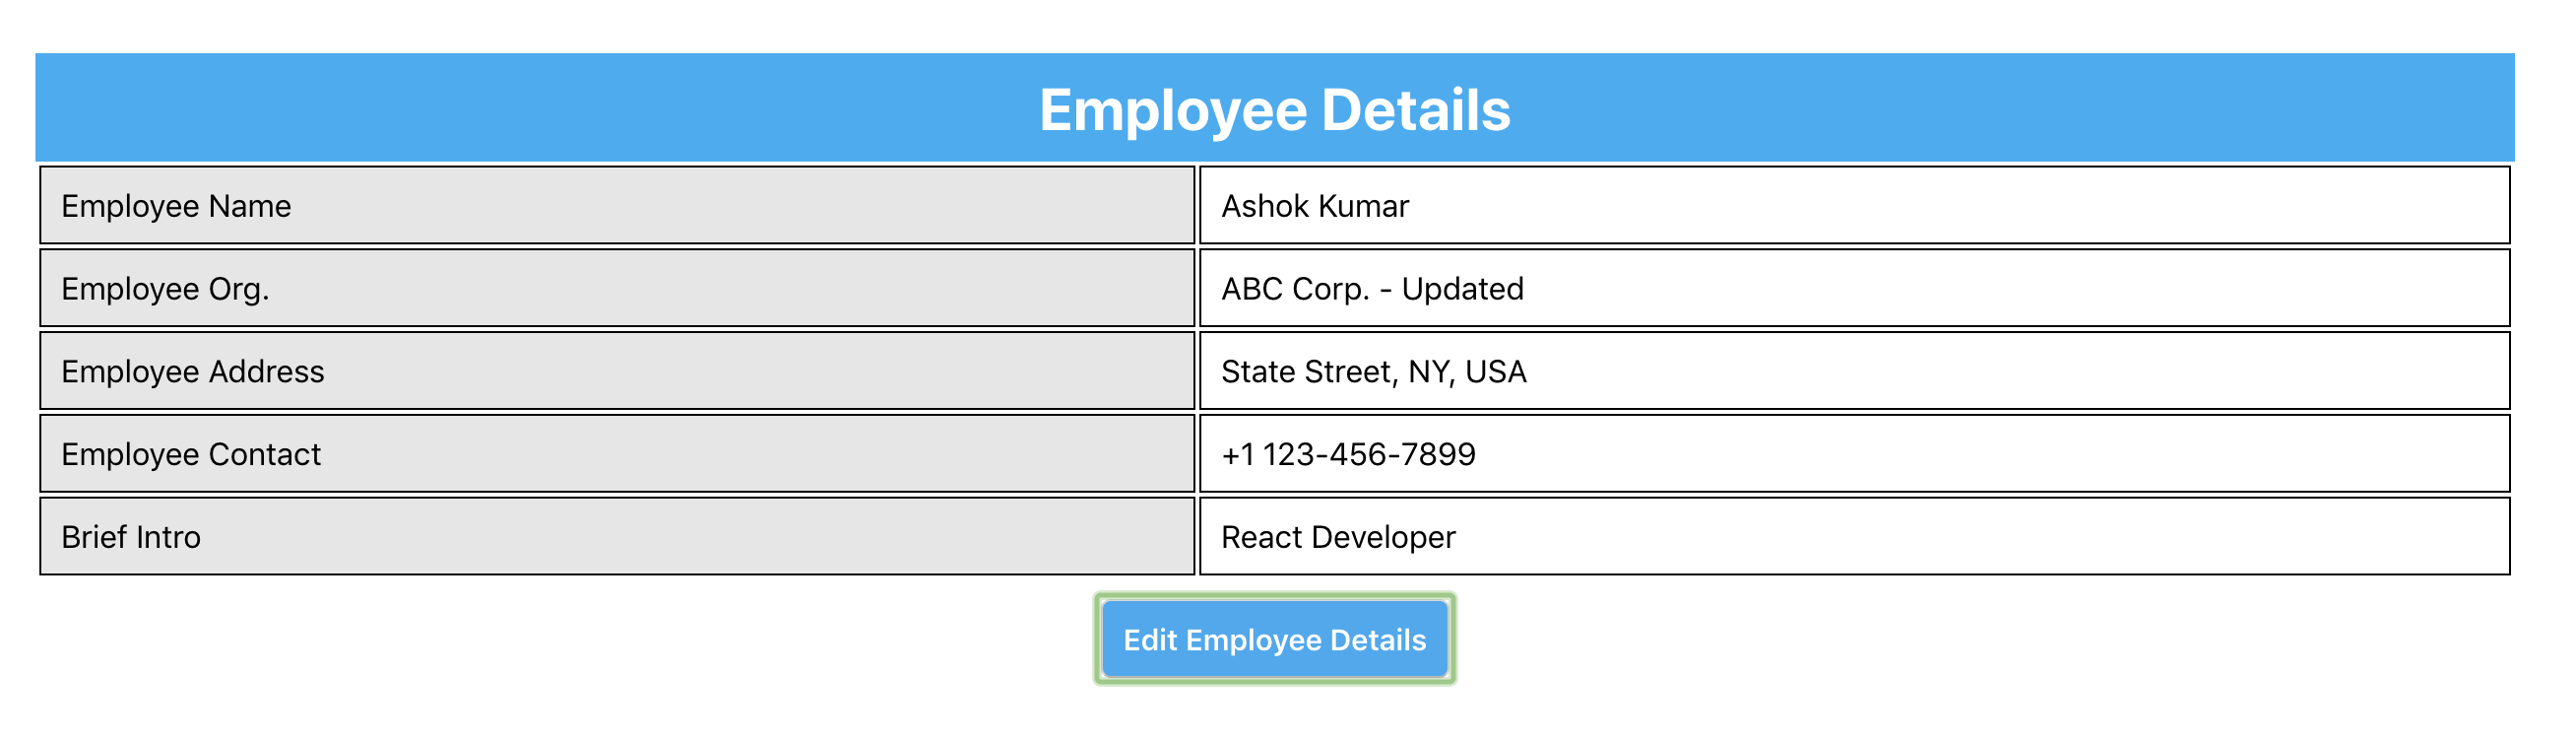 Employee Details
Employee Name Ashok Kumar
Employee Org. ABC Corp. - Updated
Employee Address State Street, NY, USA
Employee Contact +1 123-456-7899
Brief Intro React Developer
Edit Employee Details